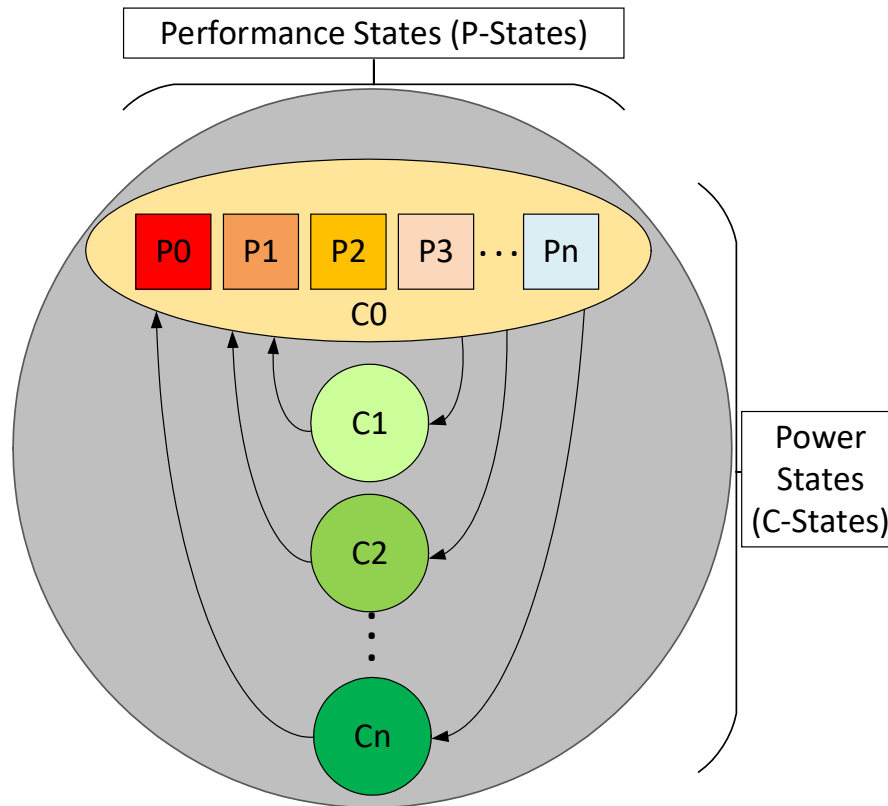 Performance States (P-States)
P0 P1 P2 P3 ... Pn
C0
C1
Power
States
(C-States)
C2
Cn